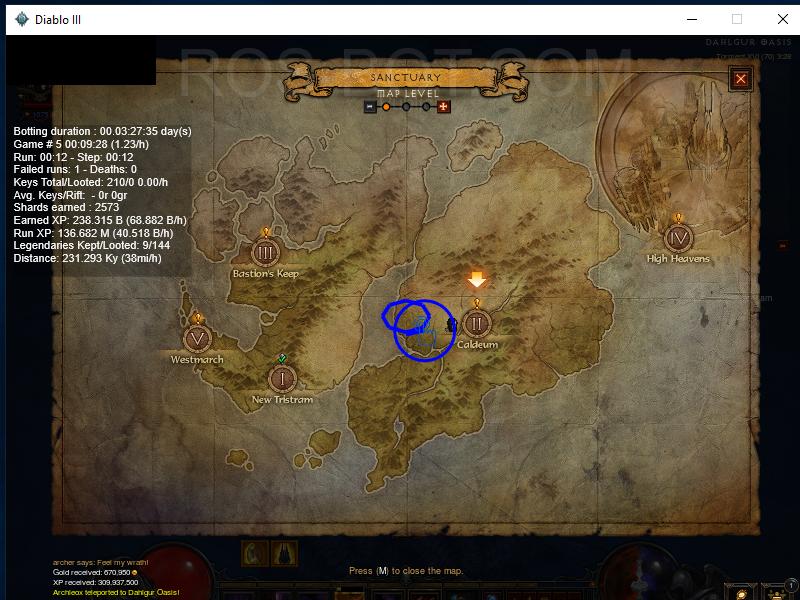 Diablo III
ROS-BOT.COM
DAHLGUR OASIS
Torment XVI (70) 3:28
SANCTUARY
MAP LEVEL
Botting duration : 00.03:27:35 day(s)
Game # 5 00:09:28 (1.23/h)
Run: 00:12 - Step: 00:12
Failed runs: 1 - Deaths: 0
Keys Total/Looted: 210/0 0.00/h
Avg. Keys/Rift:  - 0r 0gr
Shards earned : 2573
Earned XP: 238.315 B (68.882 B/h)
Run XP: 136.682 M (40.518 B/h)
Legendaries Kept/Looted: 9/144
Distance: 231.293 Ky (38mi/h)
III
Bastion's Keep
IV
High Heavens
II
Caldeum
V
Westmarch
I
New Tristram
Press (M) to close the map.
archer says: Feel my wrath!
Gold received: 670,950
XP received: 309,937,500
Archleox teleported to Dahlgur Oasis!
1